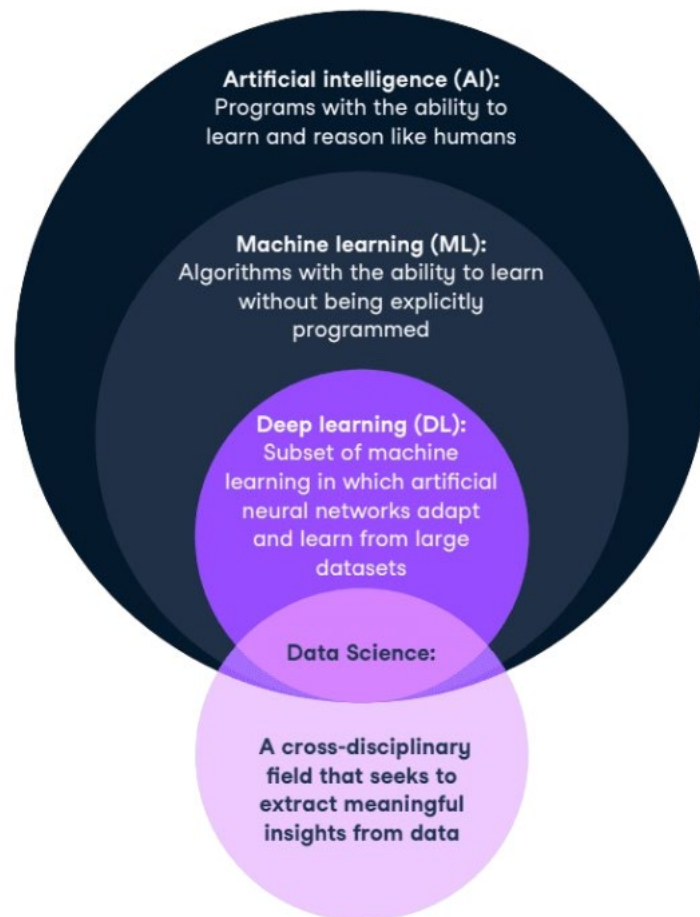 Artificial intelligence (AI):
Programs with the ability to
learn and reason like humans
Machine learning (ML):
Algorithms with the ability to learn
without being explicitly
programmed
Deep learning (DL):
Subset of machine
learning in which artificial
neural networks adapt
and learn from large
datasets
Data Science:
A cross-disciplinary
field that seeks to
extract meaningful
insights from data